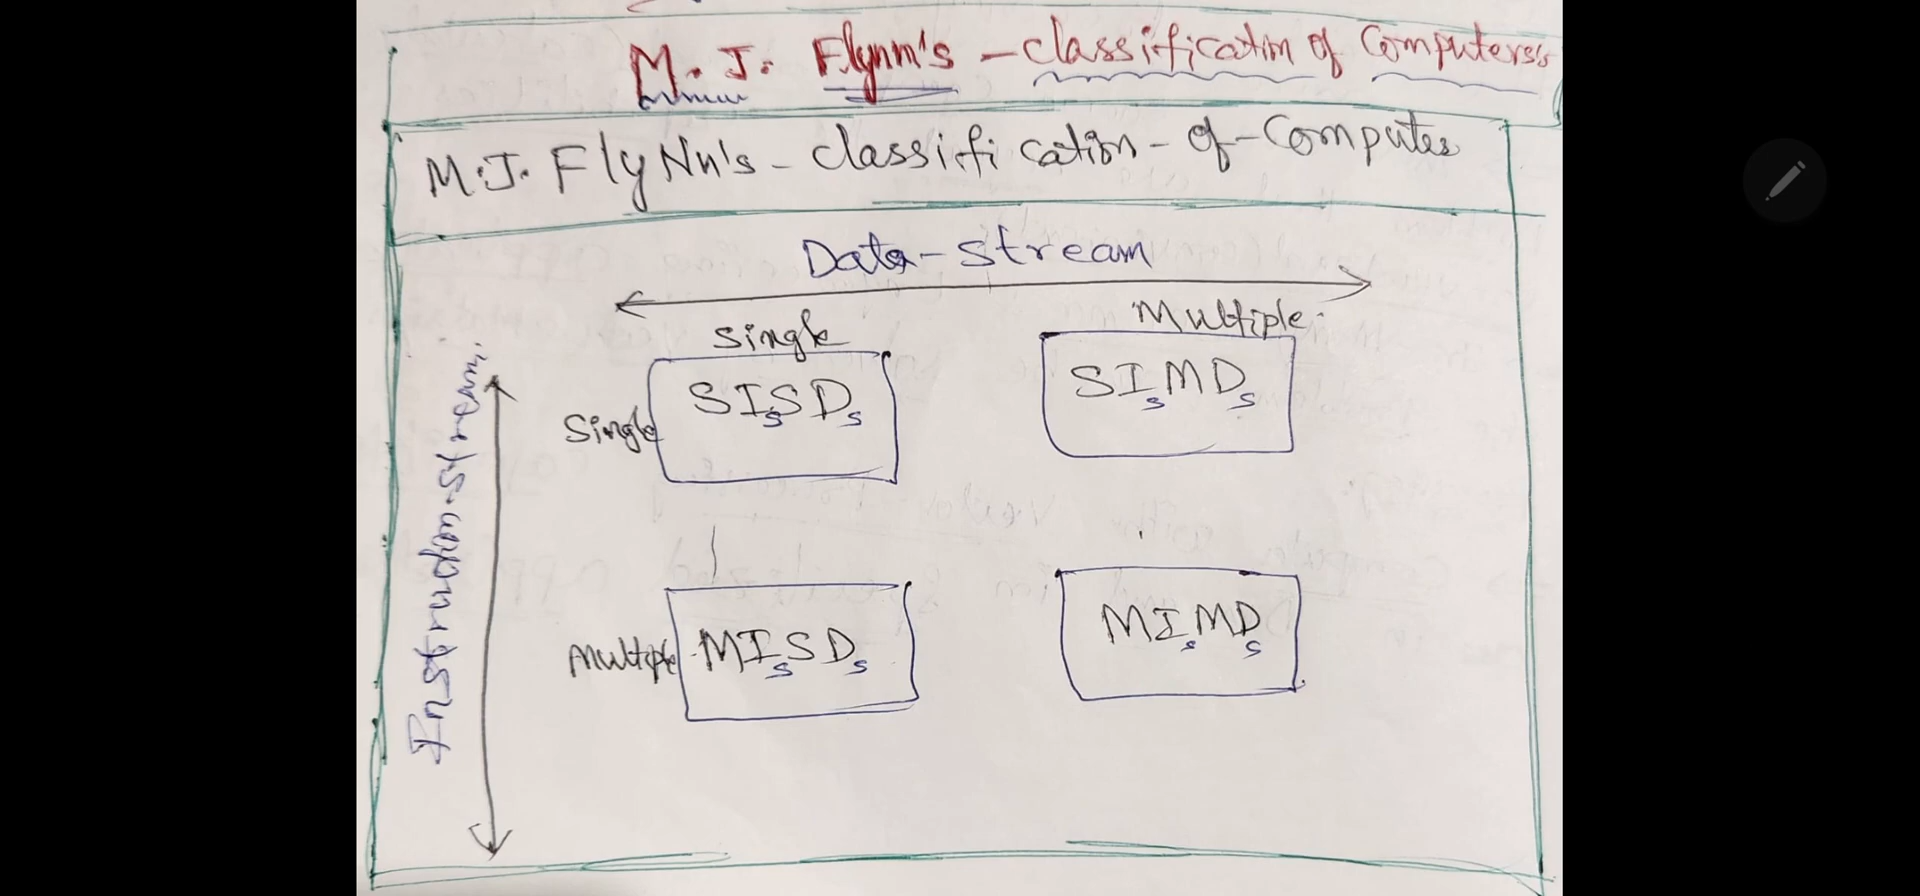 M. J. Flynn's - classification of Computerss
M.J. FlyNn's - classification - of - Computes
Data - stream
Single Multiple
Instruction-stream.
Single SIsSDs SIsMDs
Multiple MIsSDs MIsMDs